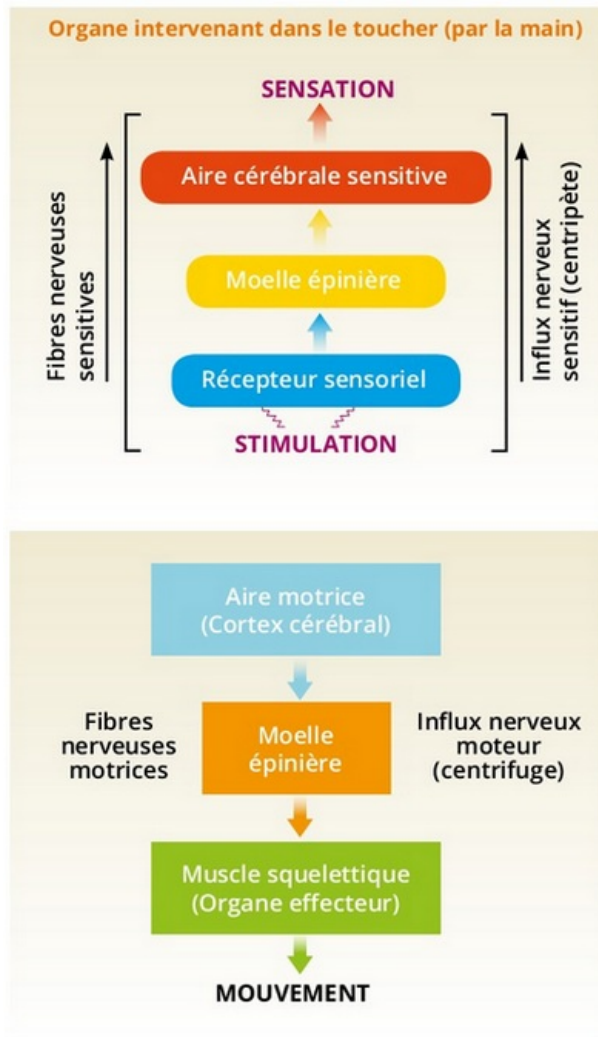 Organe intervenant dans le toucher (par la main)
SENSATION
Aire cérébrale sensitive
Moelle épinière
Récepteur sensoriel
STIMULATION
Fibres nerveuses
sensitives
Influx nerveux
sensitif (centripète)
Aire motrice
(Cortex cérébral)
Fibres
nerveuses
motrices
Moelle
épinière
Influx nerveux
moteur
(centrifuge)
Muscle squelettique
(Organe effecteur)
MOUVEMENT